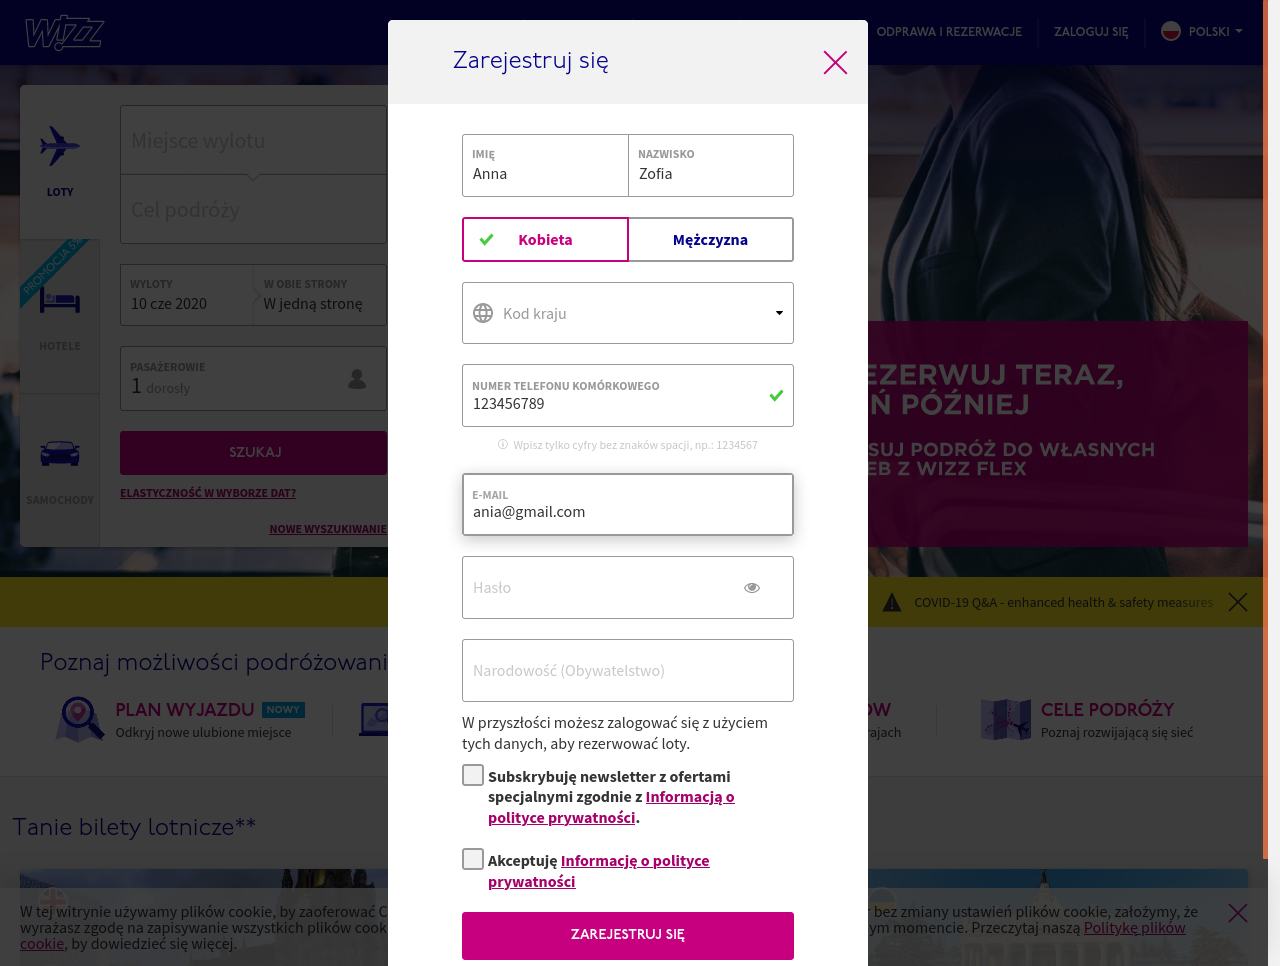 WIZZ
ODPRAWA I REZERWACJE
ZALOGUJ SIĘ
POLSKI
Zarejestruj się
IMIĘ
Anna
NAZWISKO
Zofia
Kobieta
Mężczyzna
Kod kraju
NUMER TELEFONU KOMÓRKOWEGO
123456789
Wpisz tylko cyfry bez znaków spacji, np.: 1234567
E-MAIL
ania@gmail.com
Hasło
Narodowość (Obywatelstwo)
W przyszłości możesz zalogować się z użyciem
tych danych, aby rezerwować loty.
Subskrybuję newsletter z ofertami
specjalnymi zgodnie z Informacją o
polityce prywatności.
Akceptuję Informację o polityce
prywatności
ZAREJESTRUJ SIĘ
LOTY
PROMOCJA 5%
HOTELE
SAMOCHODY
Miejsce wylotu
Cel podróży
WYLOTY
10 cze 2020
W OBIE STRONY
W jedną stronę
PASAŻEROWIE
1 dorosły
SZUKAJ
ELASTYCZNOŚĆ W WYBORZE DAT?
NOWE WYSZUKIWANIE
EZERWUJ TERAZ,
Ń PÓŹNIEJ
SUJ PODRÓŻ DO WŁASNYCH
EB Z WIZZ FLEX
COVID-19 Q&A - enhanced health & safety measures
Poznaj możliwości podróżowani
PLAN WYJAZDU NOWY
Odkryj nowe ulubione miejsce
ÓW
rajach
CELE PODRÓŻY
Poznaj rozwijającą się sieć
Tanie bilety lotnicze**
W tej witrynie używamy plików cookie, by zaoferować C
r bez zmiany ustawień plików cookie, założymy, że
wyrażasz zgodę na zapisywanie wszystkich plików cook
ym momencie. Przeczytaj naszą Politykę plików
cookie, by dowiedzieć się więcej.